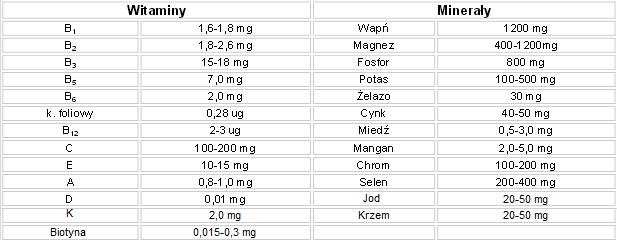 Witaminy Minerały
B1 1,6-1,8 mg Wapń 1200 mg
B2 1,8-2,6 mg Magnez 400-1200mg
B3 15-18 mg Fosfor 800 mg
B5 7,0 mg Potas 100-500 mg
B6 2,0 mg Żelazo 30 mg
k. foliowy 0,28 ug Cynk 40-50 mg
B12 2-3 ug Miedź 0,5-3,0 mg
C 100-200 mg Mangan 2,0-5,0 mg
E 10-15 mg Chrom 100-200 mg
A 0,8-1,0 mg Selen 200-400 mg
D 0,01 mg Jod 20-50 mg
K 2,0 mg Krzem 20-50 mg
Biotyna 0,015-0,3 mg